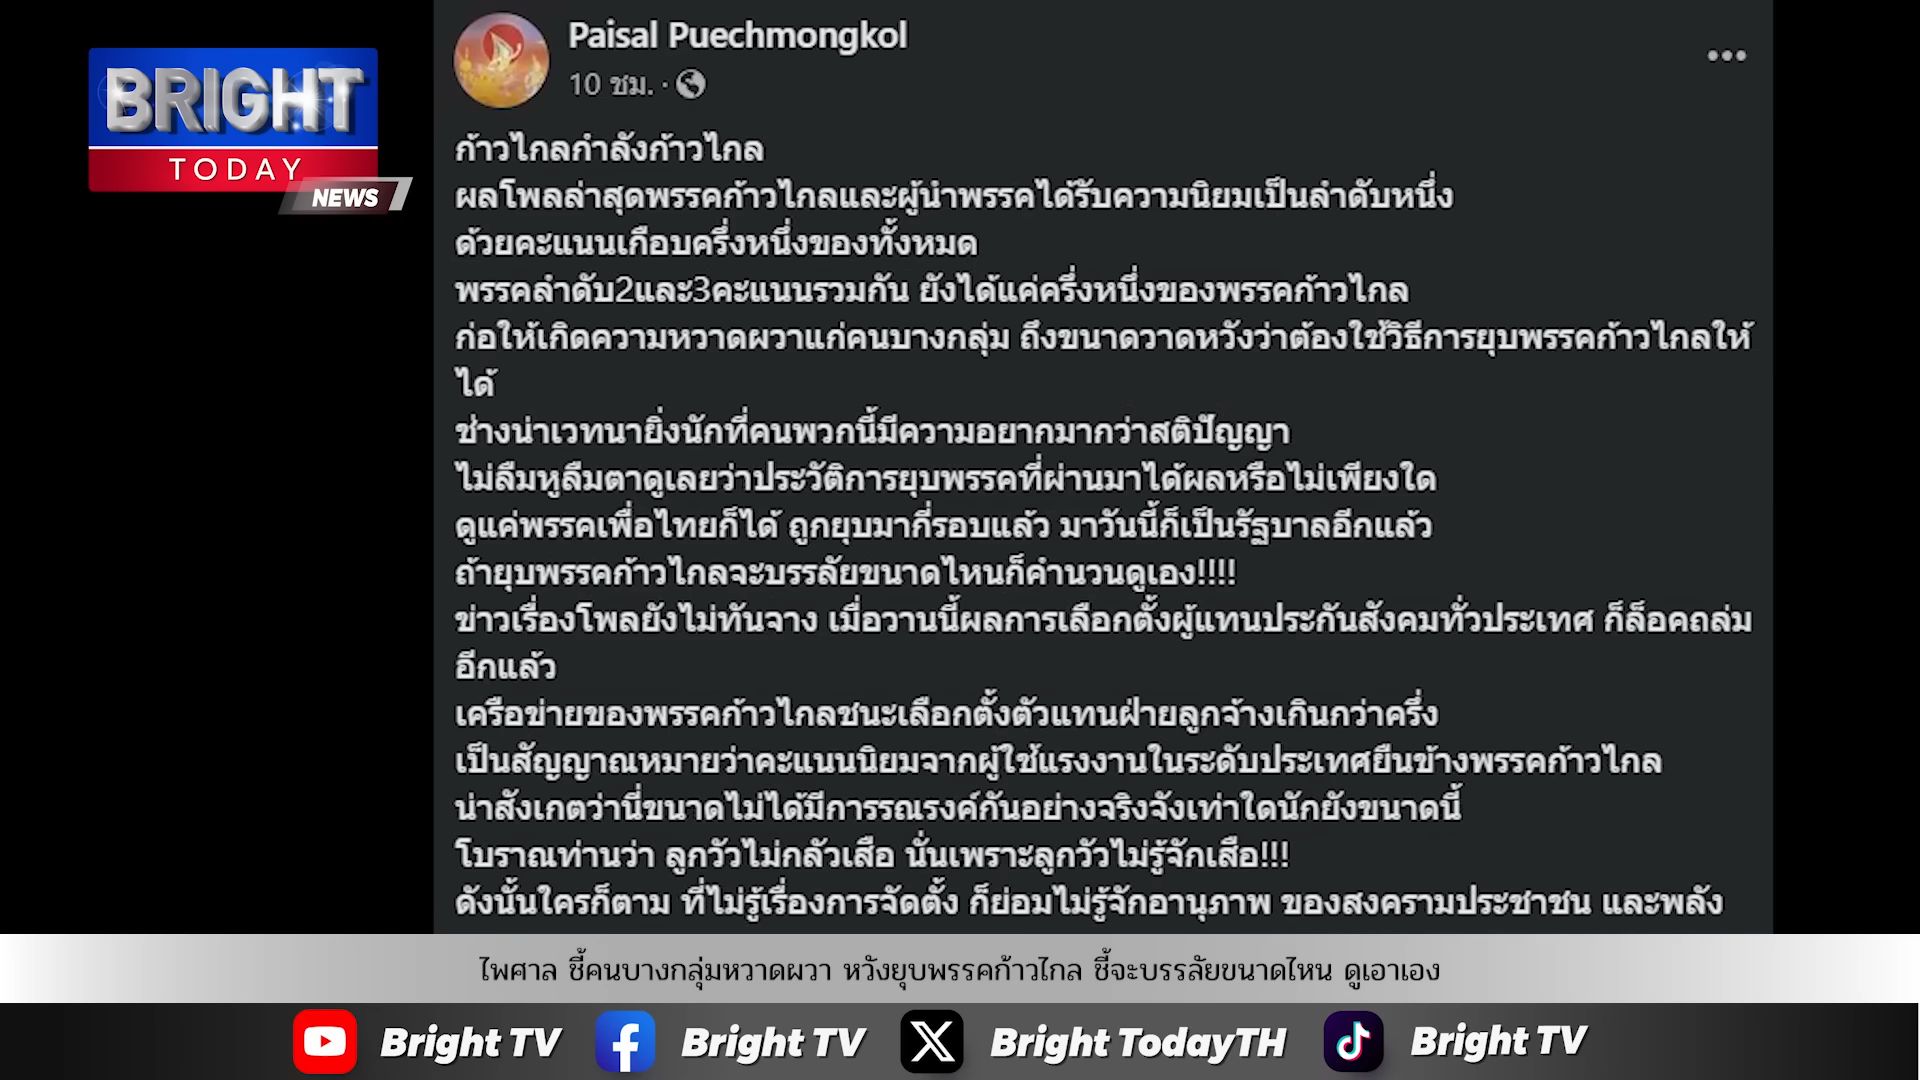 BRIGHT
TODAY
NEWS
Paisal Puechmongkol
10 ชม.
ก้าวไกลกำลังก้าวไกล
ผลโพลล่าสุดพรรคก้าวไกลและผู้นำพรรคได้รับความนิยมเป็นลำดับหนึ่ง
ด้วยคะแนนเกือบครึ่งหนึ่งของทั้งหมด
พรรคลำดับ2และ3คะแนนรวมกัน ยังได้แค่ครึ่งหนึ่งของพรรคก้าวไกล
ก่อให้เกิดความหวาดผวาแก่คนบางกลุ่ม ถึงขนาดวาดหวังว่าต้องใช้วิธีการยุบพรรคก้าวไกลให้
ได้
ช่างน่าเวทนายิ่งนักที่คนพวกนี้มีความอยากมากว่าสติปัญญา
ไม่ลืมหูลืมตาดูเลยว่าประวัติการยุบพรรคที่ผ่านมาได้ผลหรือไม่เพียงใด
ดูแค่พรรคเพื่อไทยก็ได้ ถูกยุบมากี่รอบแล้ว มาวันนี้ก็เป็นรัฐบาลอีกแล้ว
ถ้ายุบพรรคก้าวไกลจะบรรลัยขนาดไหนก็คำนวนดูเอง!!!!
ข่าวเรื่องโพลยังไม่ทันจาง เมื่อวานนี้ผลการเลือกตั้งผู้แทนประกันสังคมทั่วประเทศ ก็ล็อคถล่ม
อีกแล้ว
เครือข่ายของพรรคก้าวไกลชนะเลือกตั้งตัวแทนฝ่ายลูกจ้างเกินกว่าครึ่ง
เป็นสัญญาณหมายว่าคะแนนนิยมจากผู้ใช้แรงงานในระดับประเทศยืนข้างพรรคก้าวไกล
น่าสังเกตว่านี่ขนาดไม่ได้มีการรณรงค์กันอย่างจริงจังเท่าใดนักยังขนาดนี้
โบราณท่านว่า ลูกวัวไม่กลัวเสือ นั่นเพราะลูกวัวไม่รู้จักเสือ!!!
ดังนั้นใครก็ตาม ที่ไม่รู้เรื่องการจัดตั้ง ก็ย่อมไม่รู้จักอานุภาพ ของสงครามประชาชน และพลัง
ไพศาล ชี้คนบางกลุ่มหวาดผวา หวังยุบพรรคก้าวไกล ชี้จะบรรลัยขนาดไหน ดูเอาเอง
Bright TV Bright TV Bright TodayTH Bright TV